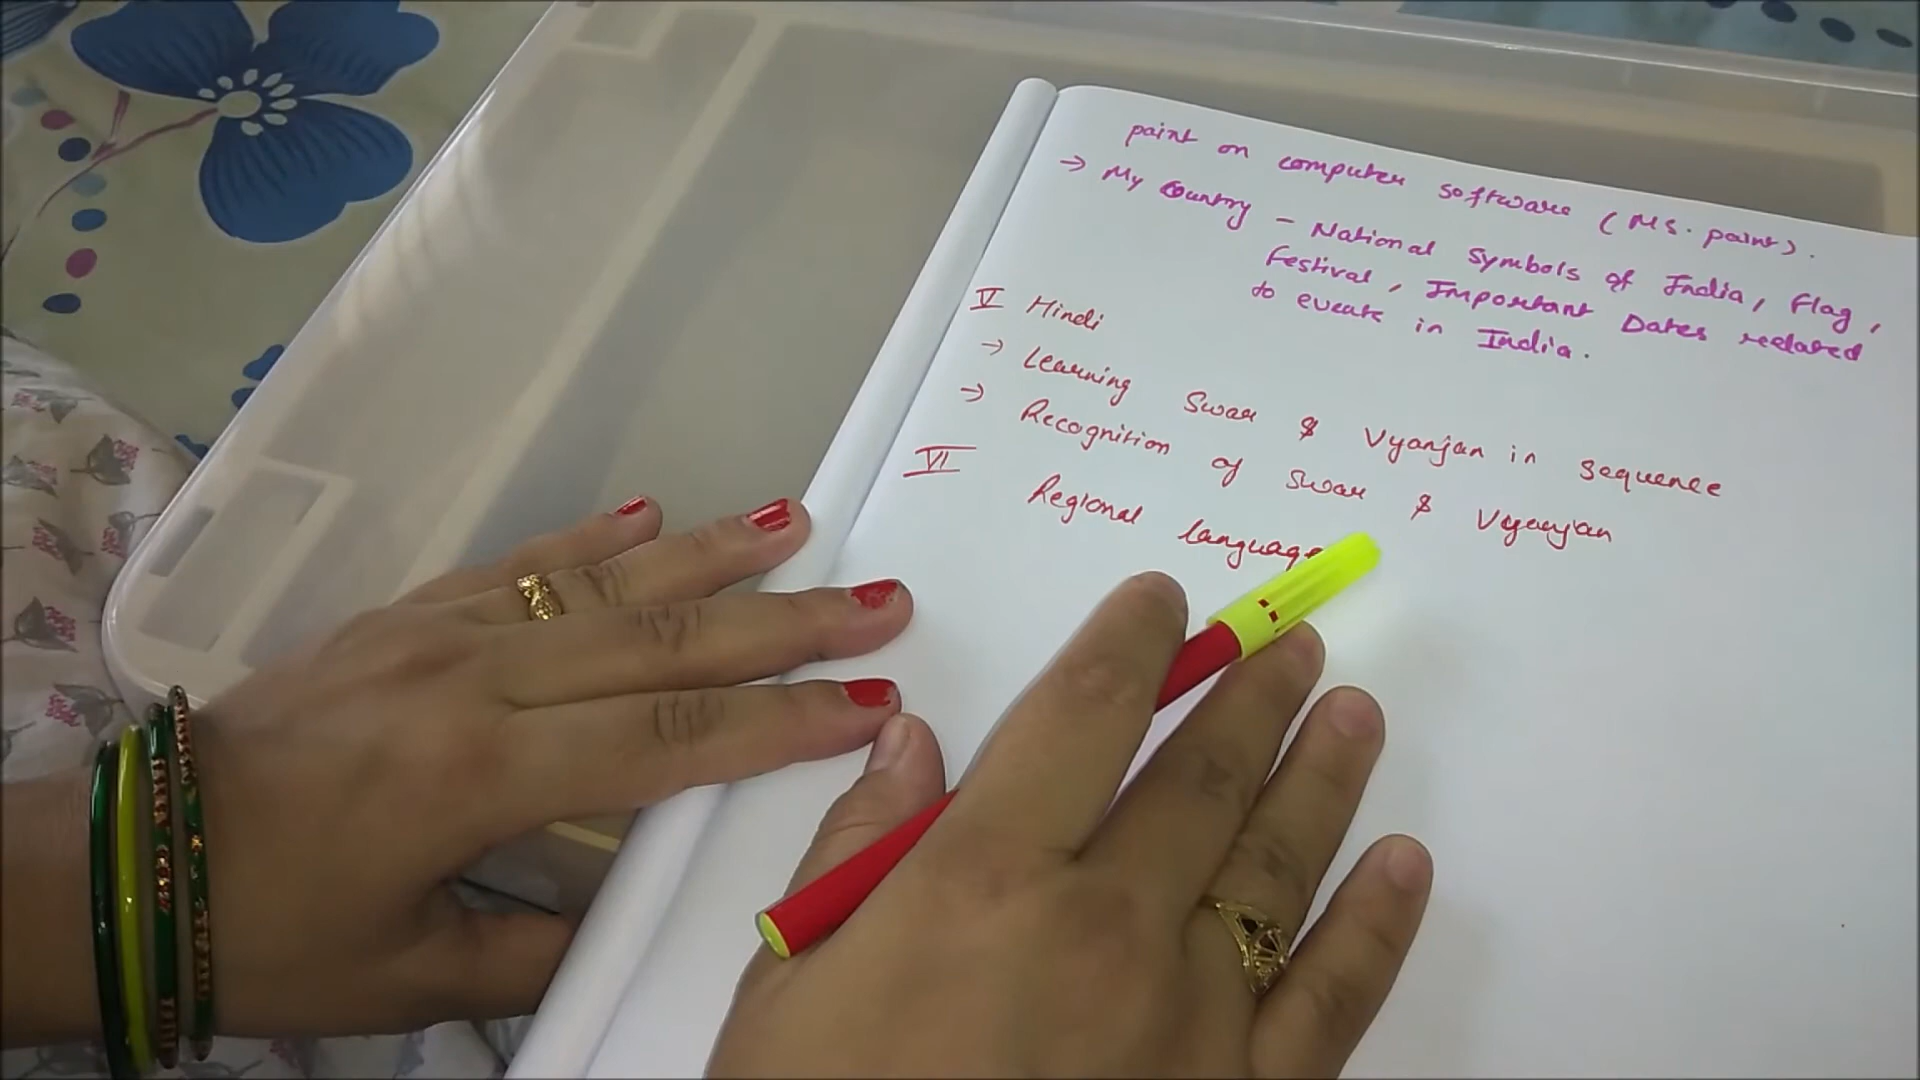 paint on computer software (MS. paint).
→ My Country - National Symbols of India, Flag,
Festival, Important Dates related
to events in India.
V Hindi
→ Learning Swar & Vyanjan in sequence
→ Recognition of Swar & Vyanjan
VI Regional language